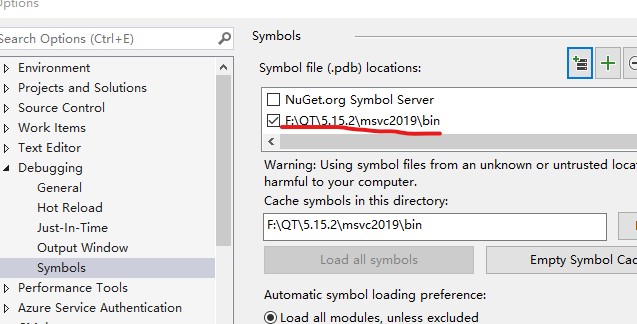 Options
Search Options (Ctrl+E)
Environment
Projects and Solutions
Source Control
Work Items
Text Editor
Debugging
General
Hot Reload
Just-In-Time
Output Window
Symbols
Performance Tools
Azure Service Authentication
Symbols
Symbol file (.pdb) locations:
NuGet.org Symbol Server
F:\QT\5.15.2\msvc2019\bin
Warning: Using symbol files from an unknown or untrusted loca
harmful to your computer.
Cache symbols in this directory:
F:\QT\5.15.2\msvc2019\bin
Load all symbols
Empty Symbol Cac
Automatic symbol loading preference:
Load all modules, unless excluded